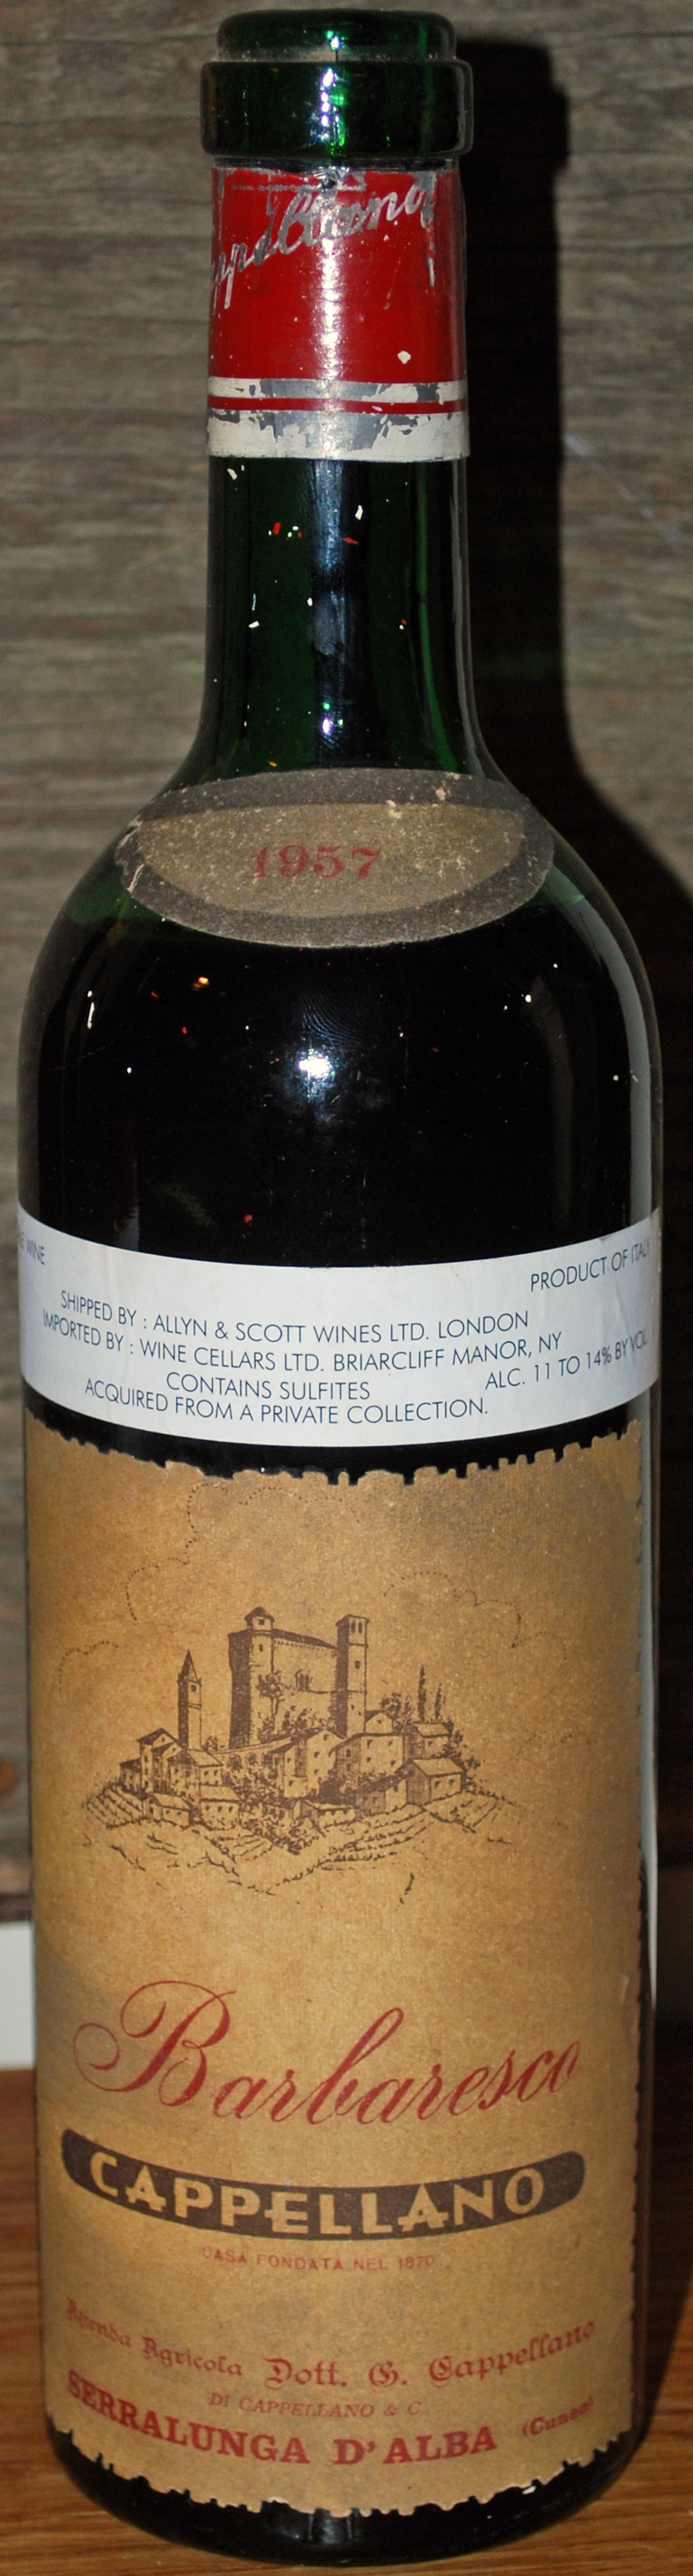 1957
WINE
PRODUCT OF ITALY
SHIPPED BY : ALLYN & SCOTT WINES LTD. LONDON
IMPORTED BY : WINE CELLARS LTD. BRIARCLIFF MANOR, NY
CONTAINS SULFITES
ALC. 11 TO 14% BY VOL
ACQUIRED FROM A PRIVATE COLLECTION.
Barbaresco
CAPPELLANO
CASA FONDATA NEL 1870
Azienda Agricola Dott. G. Cappellano
DI CAPPELLANO & C
SERRALUNGA D'ALBA (Cuneo)